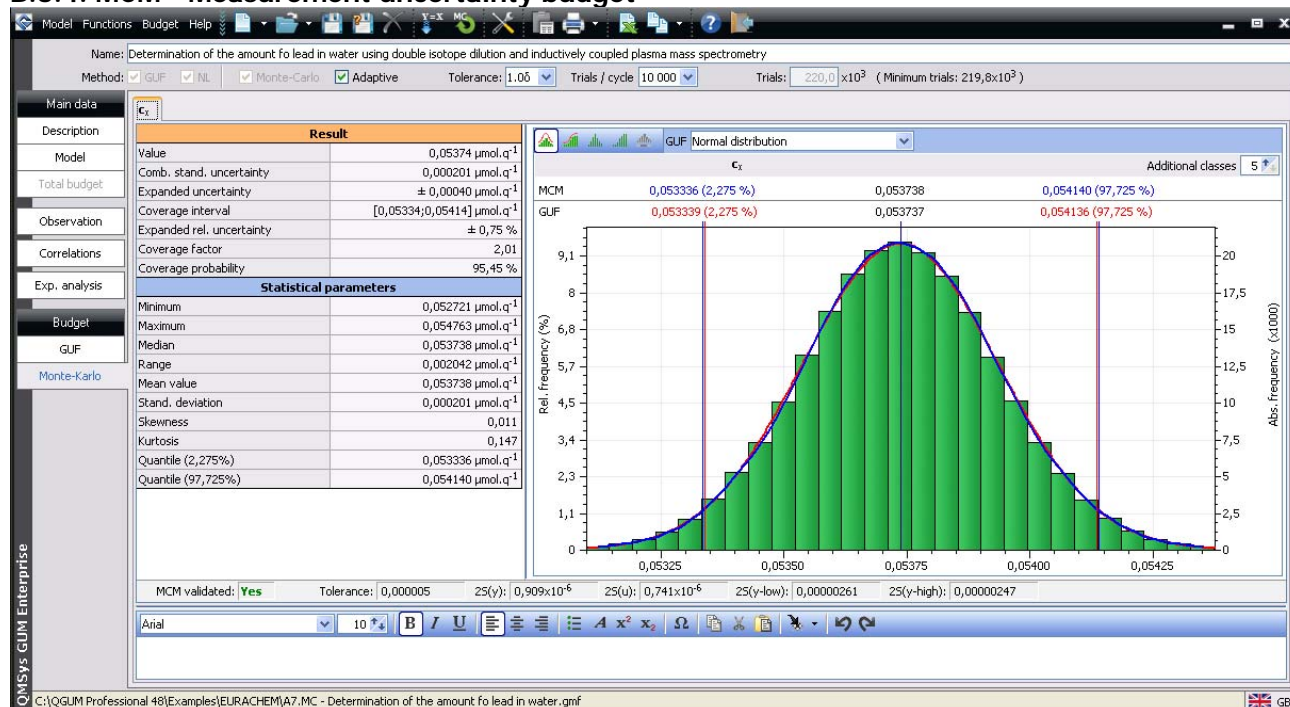 B.3.4. MCM - Measurement uncertainty budget
Model Functions Budget Help
Name: Determination of the amount fo lead in water using double isotope dilution and inductively coupled plasma mass spectrometry
Method: GUF NL Monte-Carlo Adaptive Tolerance: 1.0δ Trials / cycle 10 000 Trials: 220,0 x10³ ( Minimum trials: 219,8x10³ )
Main data
Description
Model
Total budget
Observation
Correlations
Exp. analysis
Budget
GUF
Monte-Karlo
cₓ
Result
Value 0,05374 µmol.q⁻¹
Comb. stand. uncertainty 0,000201 µmol.q⁻¹
Expanded uncertainty ± 0,00040 µmol.q⁻¹
Coverage interval [0,05334;0,05414] µmol.q⁻¹
Expanded rel. uncertainty ± 0,75 %
Coverage factor 2,01
Coverage probability 95,45 %
Statistical parameters
Minimum 0,052721 µmol.q⁻¹
Maximum 0,054763 µmol.q⁻¹
Median 0,053738 µmol.q⁻¹
Range 0,002042 µmol.q⁻¹
Mean value 0,053738 µmol.q⁻¹
Stand. deviation 0,000201 µmol.q⁻¹
Skewness 0,011
Kurtosis 0,147
Quantile (2,275%) 0,053336 µmol.q⁻¹
Quantile (97,725%) 0,054140 µmol.q⁻¹
GUF Normal distribution
cₓ Additional classes 5
MCM 0,053336 (2,275 %) 0,053738 0,054140 (97,725 %)
GUF 0,053339 (2,275 %) 0,053737 0,054136 (97,725 %)
Rel. frequency (%)
9,1
8
6,8
5,7
4,5
3,4
2,3
1,1
0
20
17,5
15
12,5
10
7,5
5
2,5
0
Abs. frequency (x1000)
0,05325 0,05350 0,05375 0,05400 0,05425
MCM validated: Yes Tolerance: 0,000005 2S(y): 0,909x10⁻⁶ 2S(u): 0,741x10⁻⁶ 2S(y-low): 0,00000261 2S(y-high): 0,00000247
Arial 10 B I U A x² x₂ Ω
QMSys GUM Enterprise
C:\QGUM Professional 48\Examples\EURACHEM\A7.MC - Determination of the amount fo lead in water.gmf GB